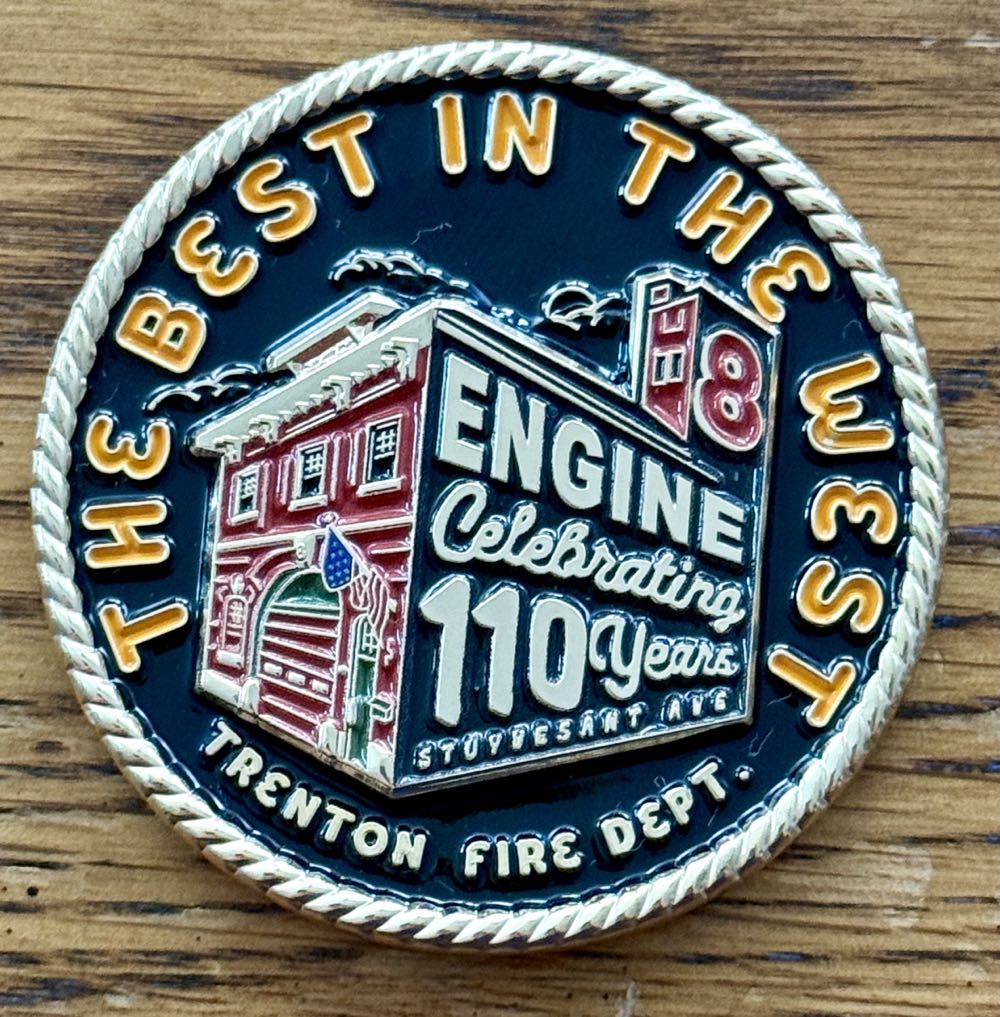 THE BEST IN THE WEST
8
ENGINE
Celebrating
110 Years
STUYVESANT AVE
TRENTON FIRE DEPT.